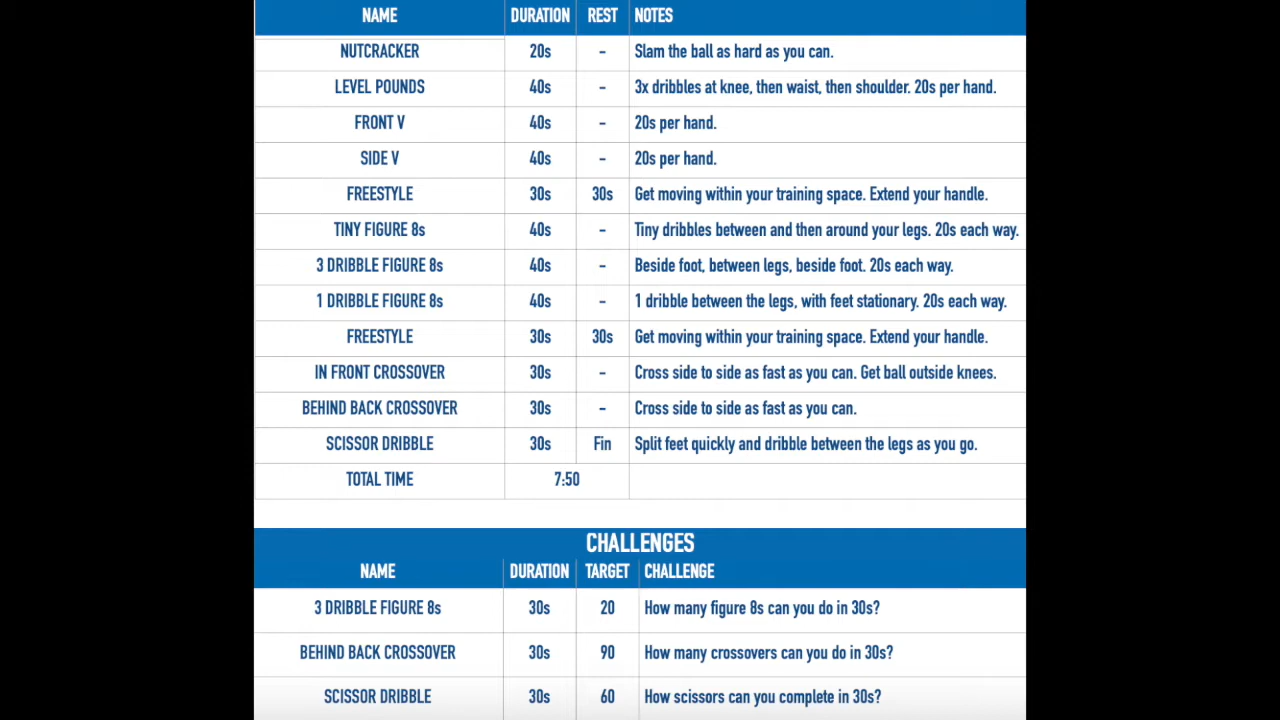 NAME DURATION REST NOTES
NUTCRACKER 20s - Slam the ball as hard as you can.
LEVEL POUNDS 40s - 3x dribbles at knee, then waist, then shoulder. 20s per hand.
FRONT V 40s - 20s per hand.
SIDE V 40s - 20s per hand.
FREESTYLE 30s 30s Get moving within your training space. Extend your handle.
TINY FIGURE 8s 40s - Tiny dribbles between and then around your legs. 20s each way.
3 DRIBBLE FIGURE 8s 40s - Beside foot, between legs, beside foot. 20s each way.
1 DRIBBLE FIGURE 8s 40s - 1 dribble between the legs, with feet stationary. 20s each way.
FREESTYLE 30s 30s Get moving within your training space. Extend your handle.
IN FRONT CROSSOVER 30s - Cross side to side as fast as you can. Get ball outside knees.
BEHIND BACK CROSSOVER 30s - Cross side to side as fast as you can.
SCISSOR DRIBBLE 30s Fin Split feet quickly and dribble between the legs as you go.
TOTAL TIME 7:50
CHALLENGES
NAME DURATION TARGET CHALLENGE
3 DRIBBLE FIGURE 8s 30s 20 How many figure 8s can you do in 30s?
BEHIND BACK CROSSOVER 30s 90 How many crossovers can you do in 30s?
SCISSOR DRIBBLE 30s 60 How scissors can you complete in 30s?